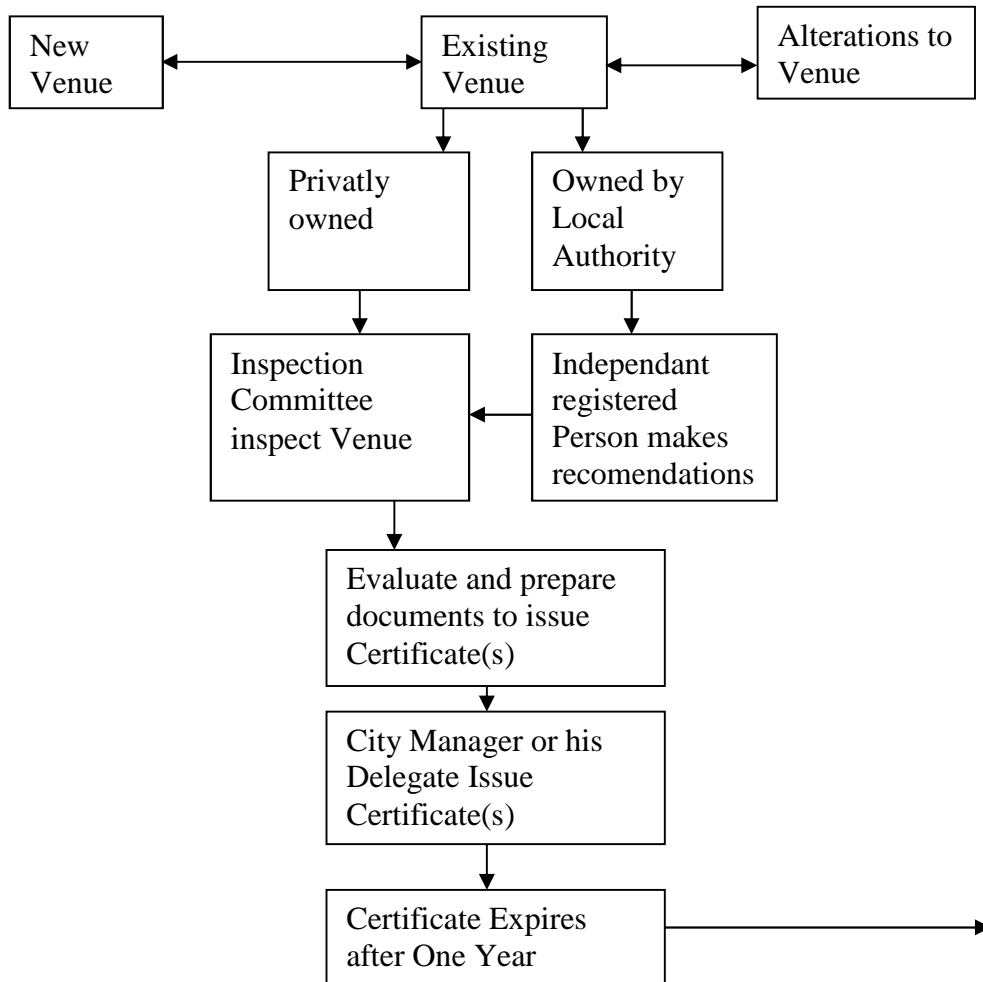 New
Venue
Existing
Venue
Alterations to
Venue
Privatly
owned
Owned by
Local
Authority
Inspection
Committee
inspect Venue
Independant
registered
Person makes
recomendations
Evaluate and prepare
documents to issue
Certificate(s)
City Manager or his
Delegate Issue
Certificate(s)
Certificate Expires
after One Year